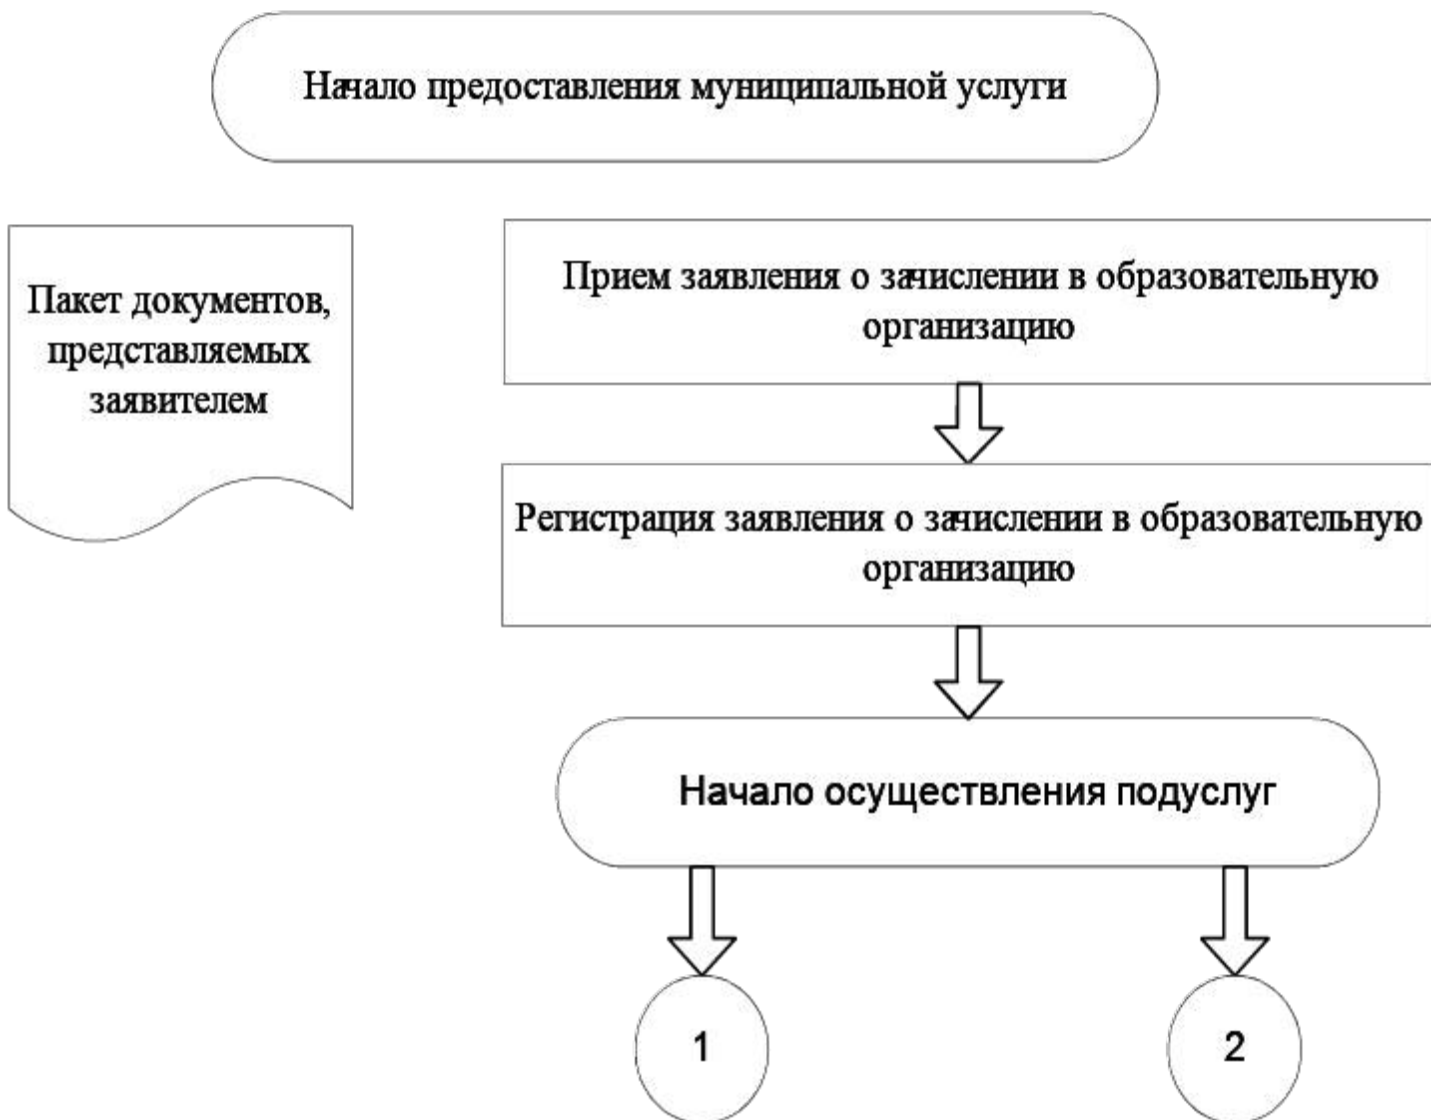 Начало предоставления муниципальной услуги
Пакет документов,
представляемых
заявителем
Прием заявления о зачислении в образовательную
организацию
Регистрация заявления о зачислении в образовательную
организацию
Начало осуществления подуслуг
1
2